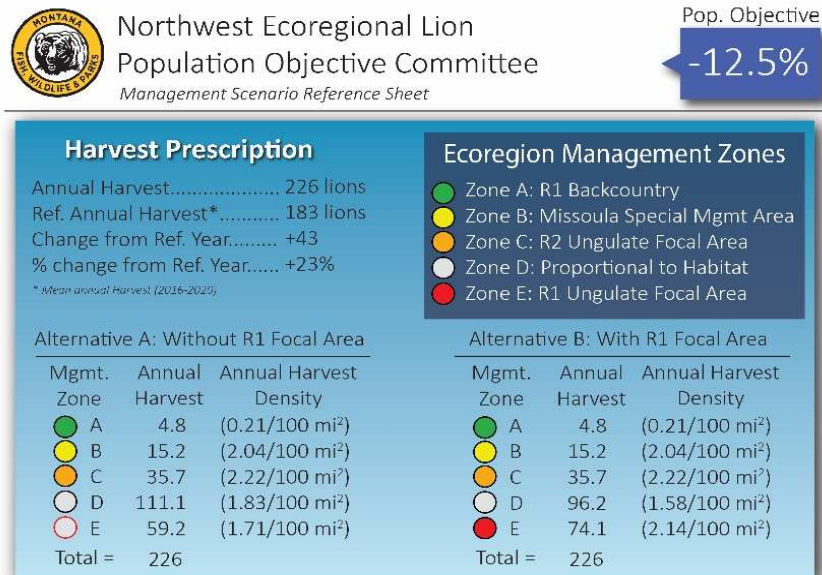 MONTANA
FISH, WILDLIFE & PARKS
Northwest Ecoregional Lion
Population Objective Committee
Management Scenario Reference Sheet
Pop. Objective
-12.5%
Harvest Prescription
Annual Harvest.................... 226 lions
Ref. Annual Harvest*........... 183 lions
Change from Ref. Year......... +43
% change from Ref. Year...... +23%
* Mean annual Harvest (2016-2020)
Ecoregion Management Zones
Zone A: R1 Backcountry
Zone B: Missoula Special Mgmt Area
Zone C: R2 Ungulate Focal Area
Zone D: Proportional to Habitat
Zone E: R1 Ungulate Focal Area
Alternative A: Without R1 Focal Area
Mgmt. Annual Annual Harvest
Zone Harvest Density
A 4.8 (0.21/100 mi²)
B 15.2 (2.04/100 mi²)
C 35.7 (2.22/100 mi²)
D 111.1 (1.83/100 mi²)
E 59.2 (1.71/100 mi²)
Total = 226
Alternative B: With R1 Focal Area
Mgmt. Annual Annual Harvest
Zone Harvest Density
A 4.8 (0.21/100 mi²)
B 15.2 (2.04/100 mi²)
C 35.7 (2.22/100 mi²)
D 96.2 (1.58/100 mi²)
E 74.1 (2.14/100 mi²)
Total = 226